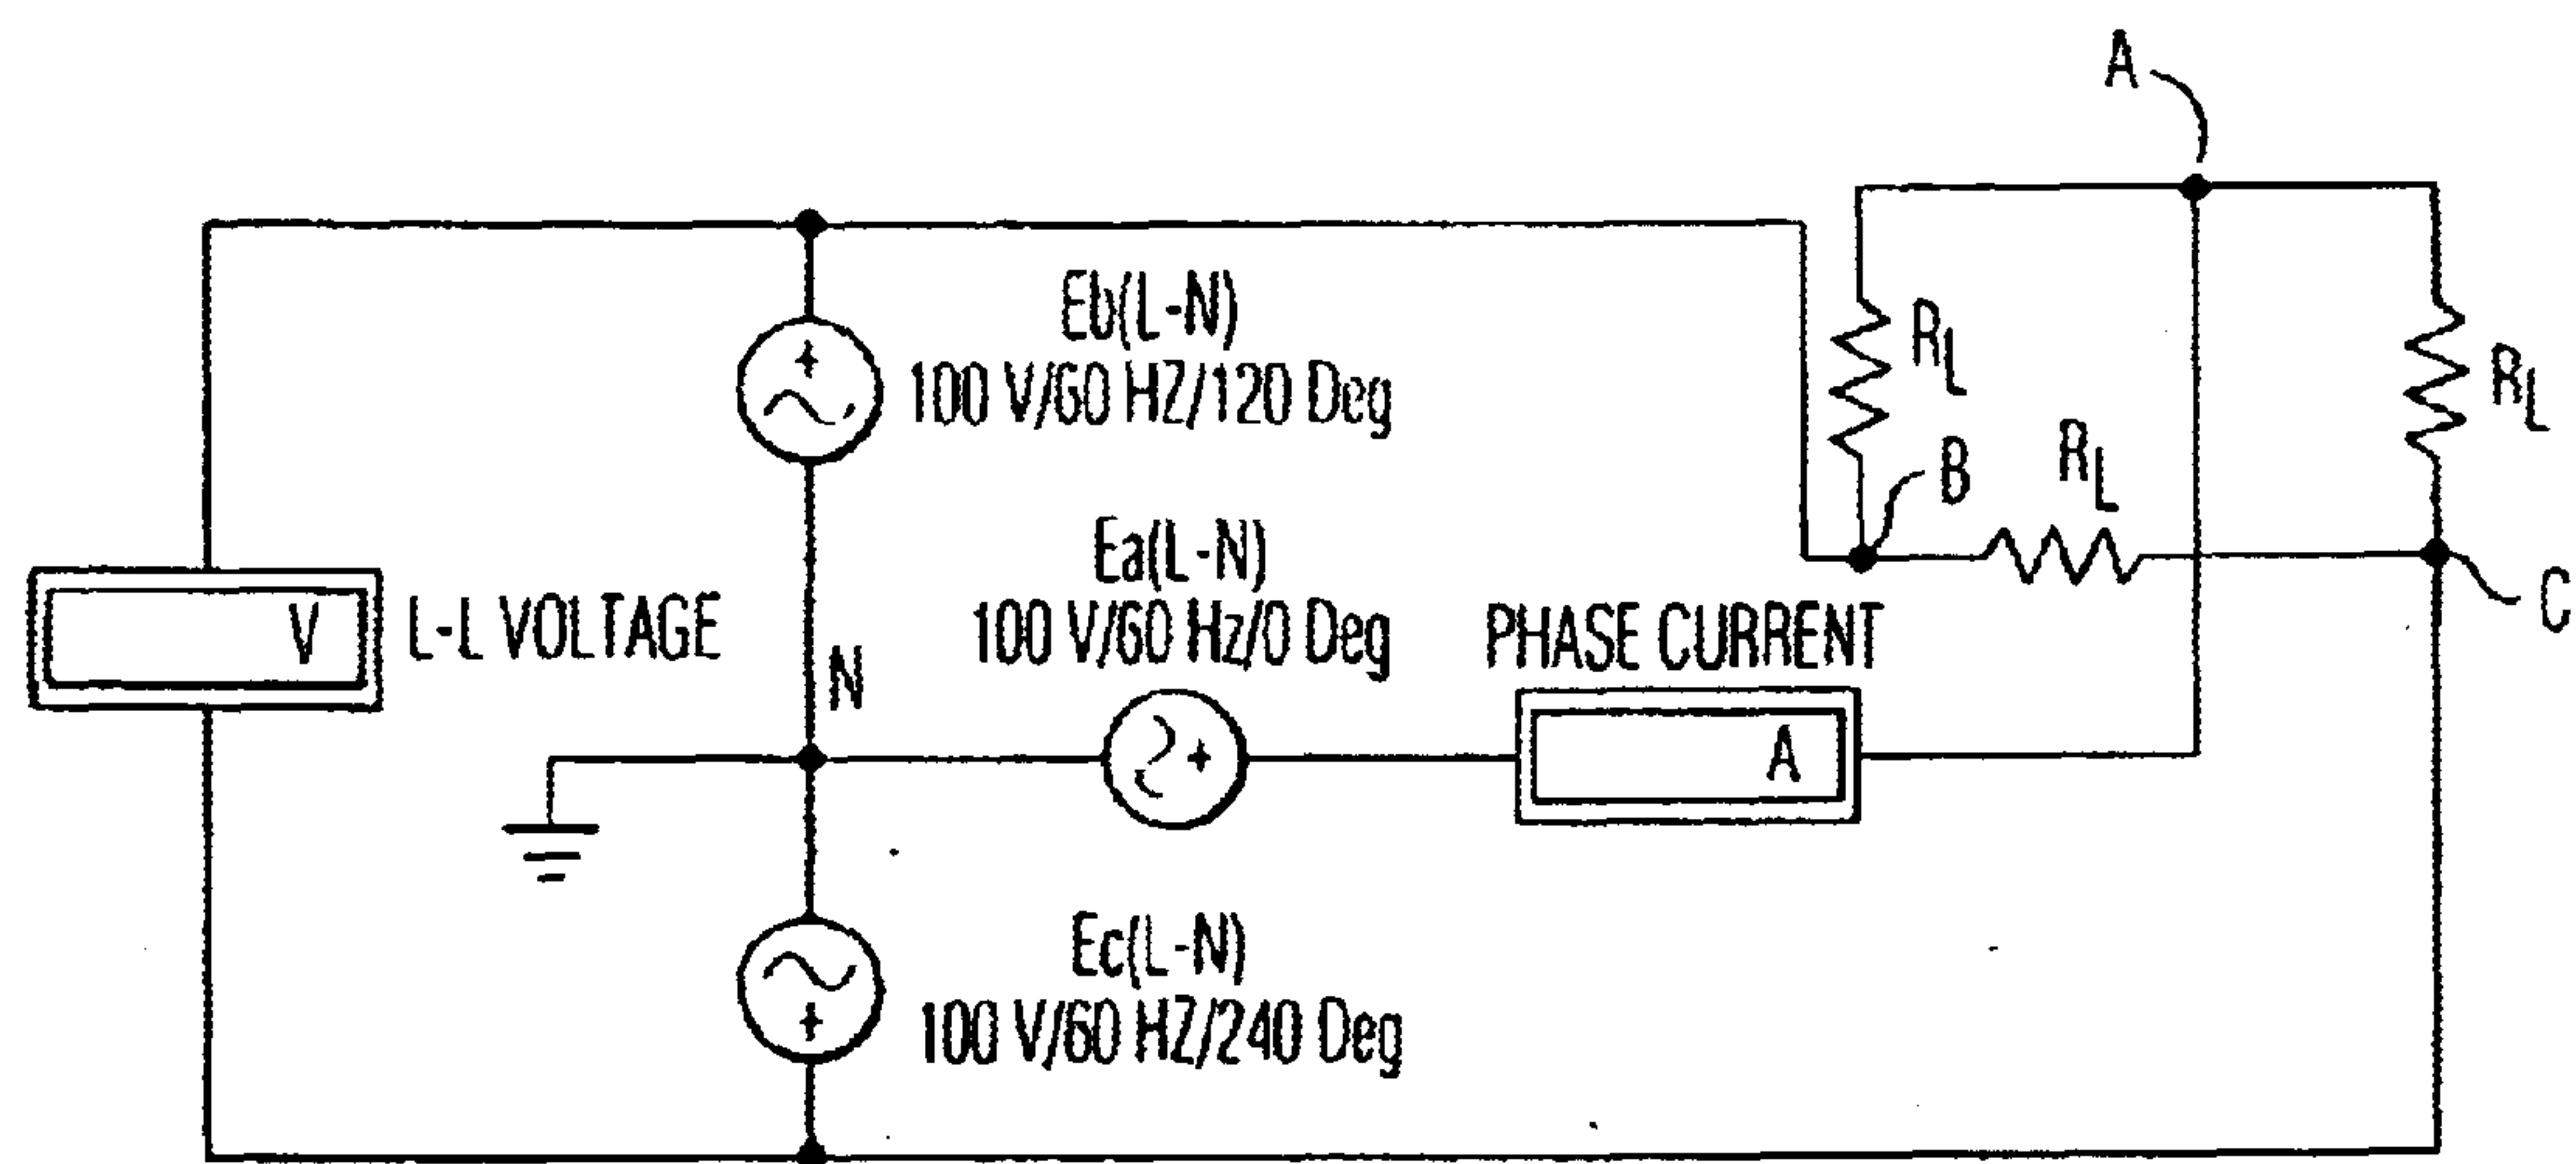 A
Eb(L-N)
100 V/60 HZ/120 Deg
RL
RL
RL
B
C
Ea(L-N)
100 V/60 Hz/0 Deg
V
L-L VOLTAGE
N
PHASE CURRENT
A
Ec(L-N)
100 V/60 HZ/240 Deg